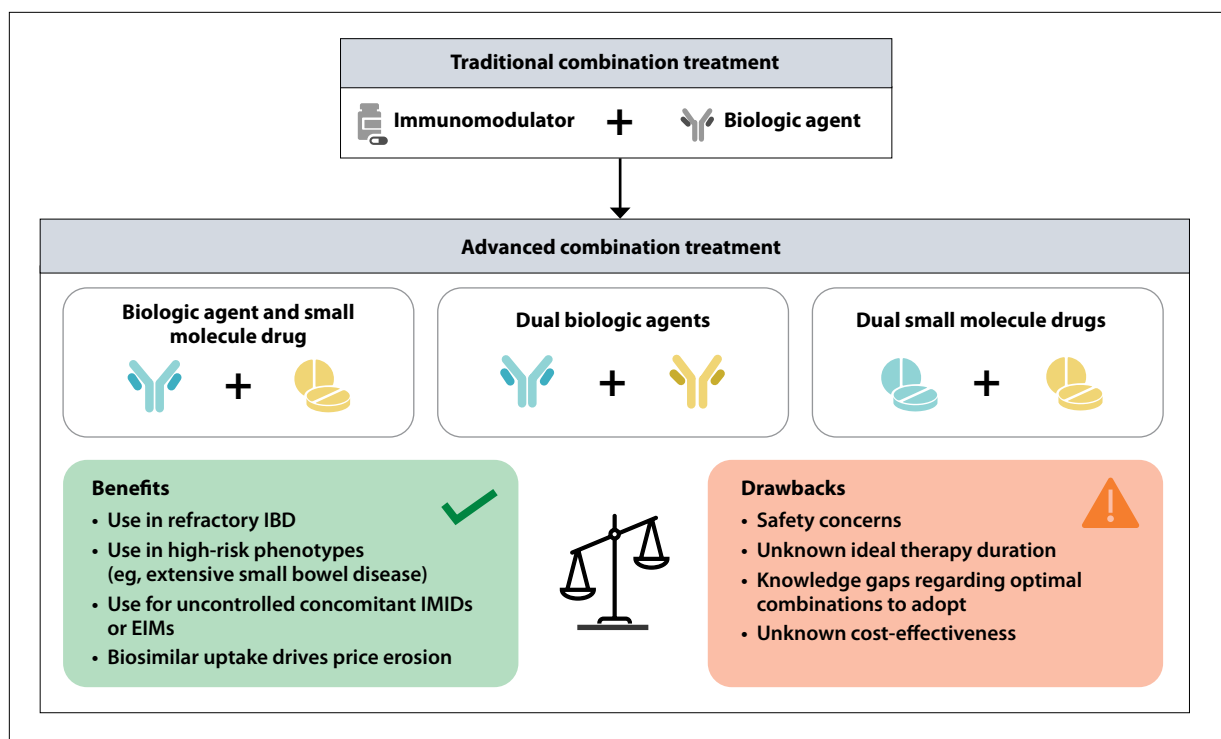 Traditional combination treatment
Immunomodulator + Biologic agent
Advanced combination treatment
Biologic agent and small
molecule drug
+
Dual biologic agents
+
Dual small molecule drugs
+
Benefits
• Use in refractory IBD
• Use in high-risk phenotypes
(eg, extensive small bowel disease)
• Use for uncontrolled concomitant IMIDs
or EIMs
• Biosimilar uptake drives price erosion
Drawbacks
• Safety concerns
• Unknown ideal therapy duration
• Knowledge gaps regarding optimal
combinations to adopt
• Unknown cost-effectiveness